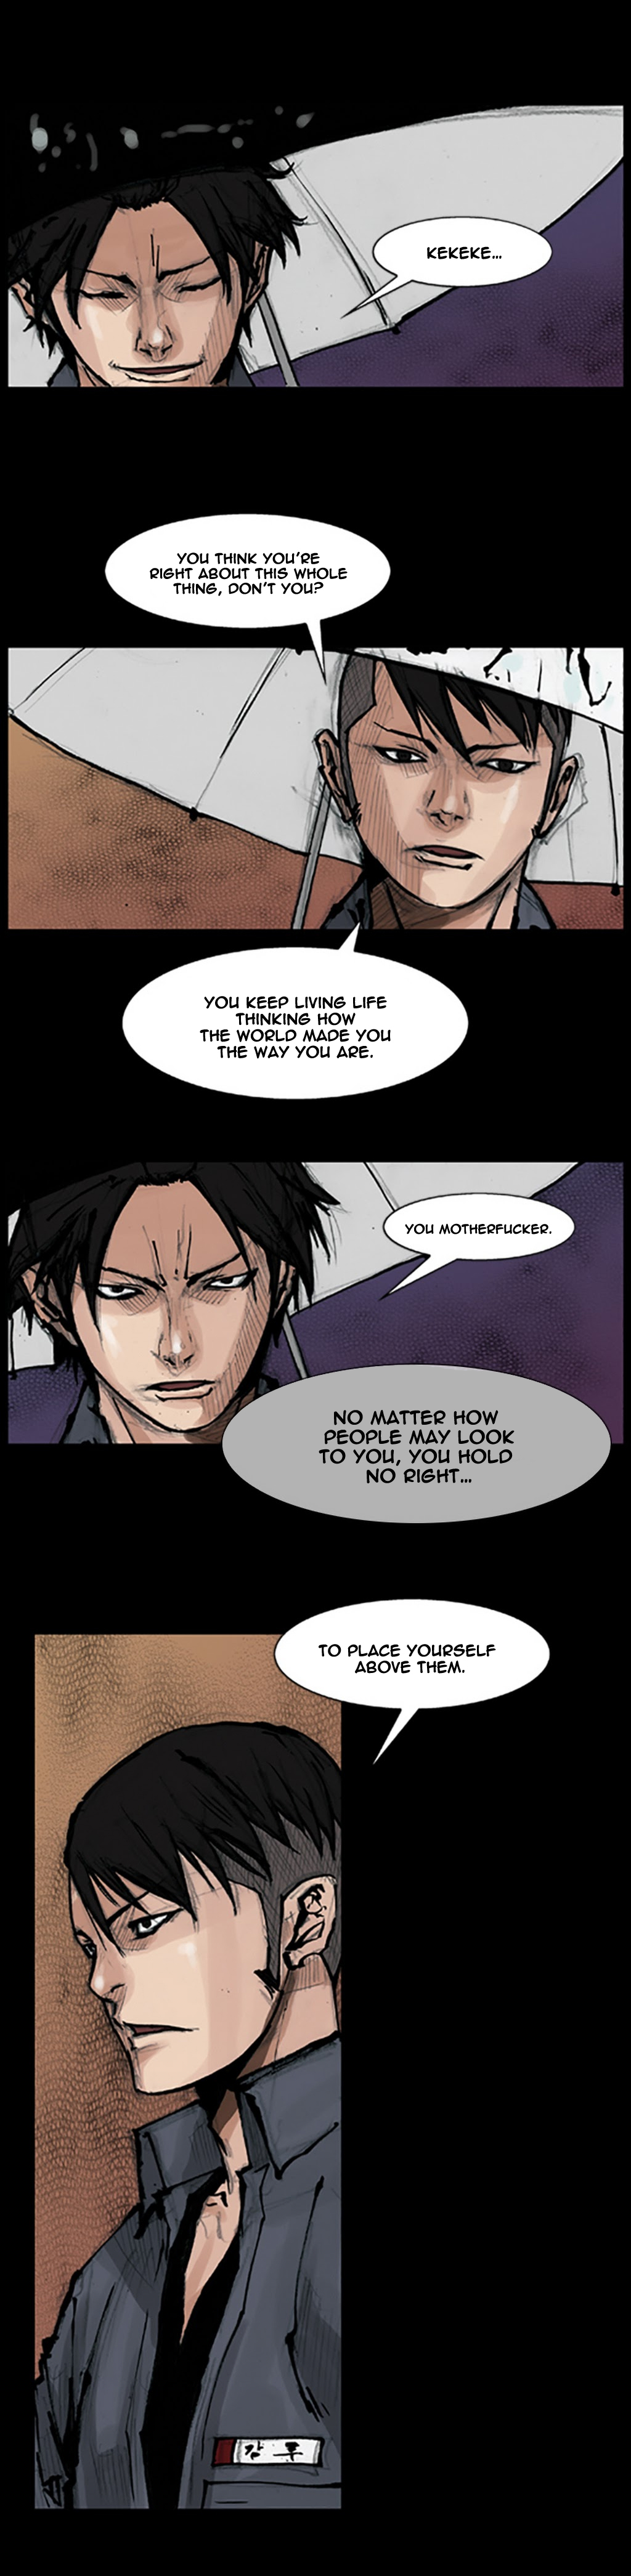 KEKEKE...
YOU THINK YOU'RE
RIGHT ABOUT THIS WHOLE
THING, DON'T YOU?
YOU KEEP LIVING LIFE
THINKING HOW
THE WORLD MADE YOU
THE WAY YOU ARE.
YOU MOTHERFUCKER.
NO MATTER HOW
PEOPLE MAY LOOK
TO YOU, YOU HOLD
NO RIGHT...
TO PLACE YOURSELF
ABOVE THEM.